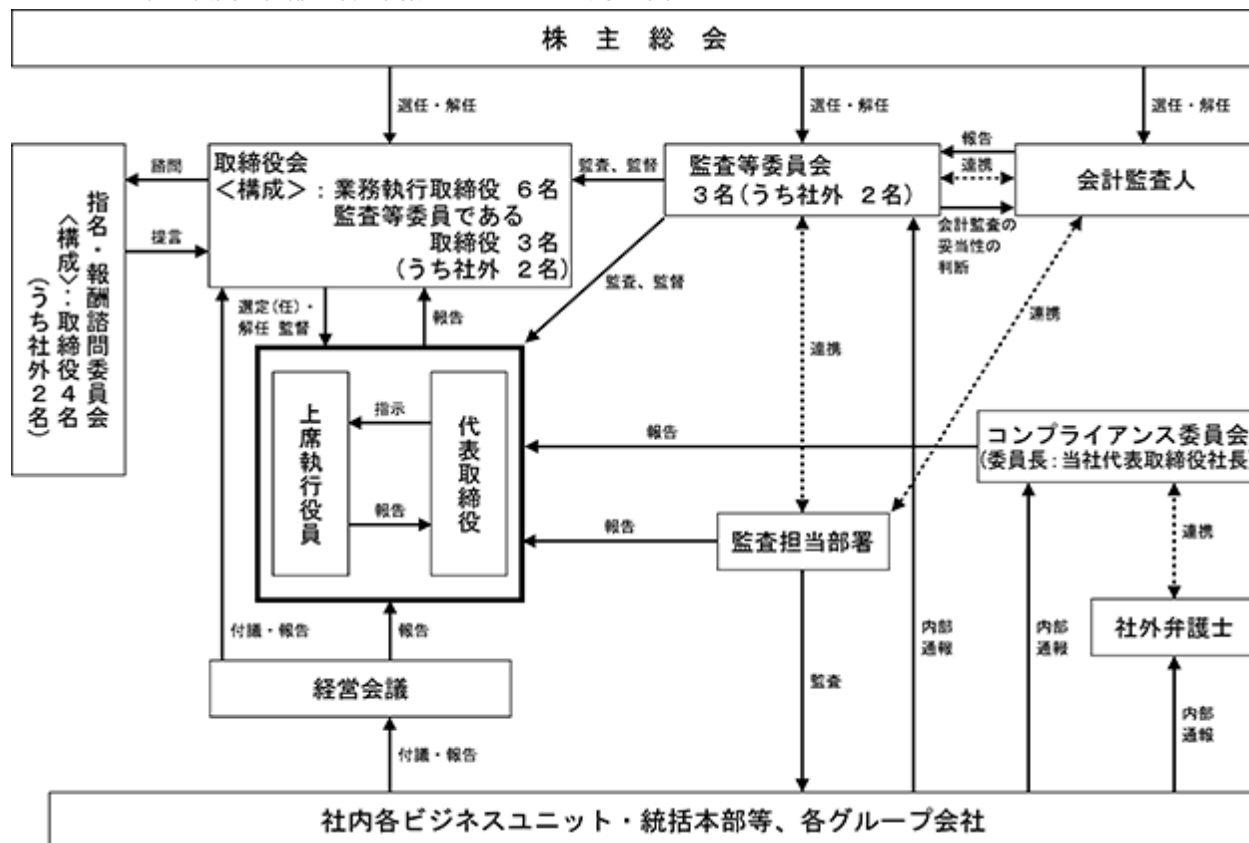 株主総会
選任・解任
選任・解任
選任・解任
指名・報酬諮問委員会
<構成>:取締役4名
(うち社外2名)
諮問
提言
取締役会
<構成>:業務執行取締役 6名
監査等委員である
取締役 3名
(うち社外 2名)
監査、監督
監査等委員会
3名(うち社外 2名)
報告
連携
会計監査の
妥当性の
判断
会計監査人
選定(任)・
解任 監督
報告
監査、監督
連携
連携
上席執行役員
指示
報告
代表取締役
報告
コンプライアンス委員会
(委員長:当社代表取締役社長)
報告
監査担当部署
連携
社外弁護士
付議・報告
報告
経営会議
監査
内部
通報
内部
通報
内部
通報
付議・報告
社内各ビジネスユニット・統括本部等、各グループ会社